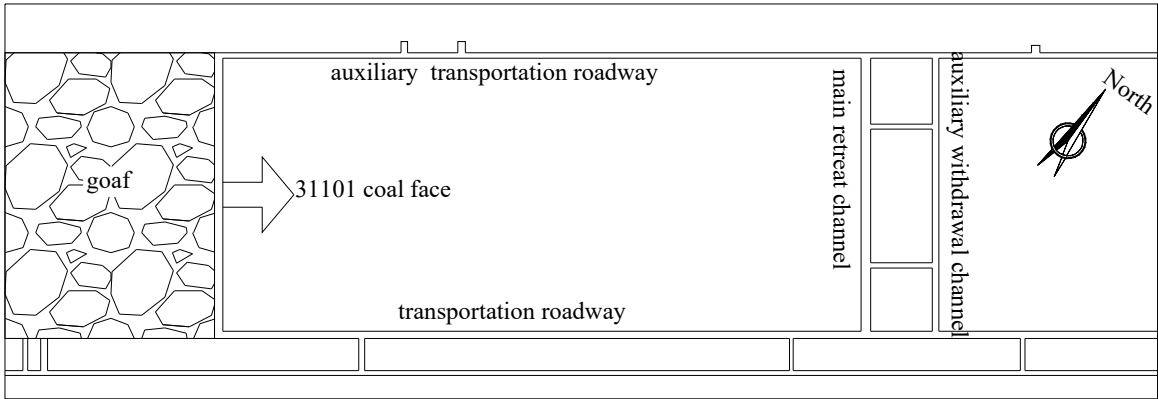 auxiliary transportation roadway
main retreat channel
auxiliary withdrawal channel
North
goaf
31101 coal face
transportation roadway